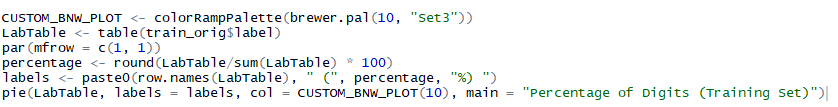 CUSTOM_BNW_PLOT <- colorRampPalette(brewer.pal(10, "Set3"))
LabTable <- table(train_orig$label)
par(mfrow = c(1, 1))
percentage <- round(LabTable/sum(LabTable) * 100)
labels <- paste0(row.names(LabTable), " (", percentage, "%) ")
pie(LabTable, labels = labels, col = CUSTOM_BNW_PLOT(10), main = "Percentage of Digits (Training Set)")